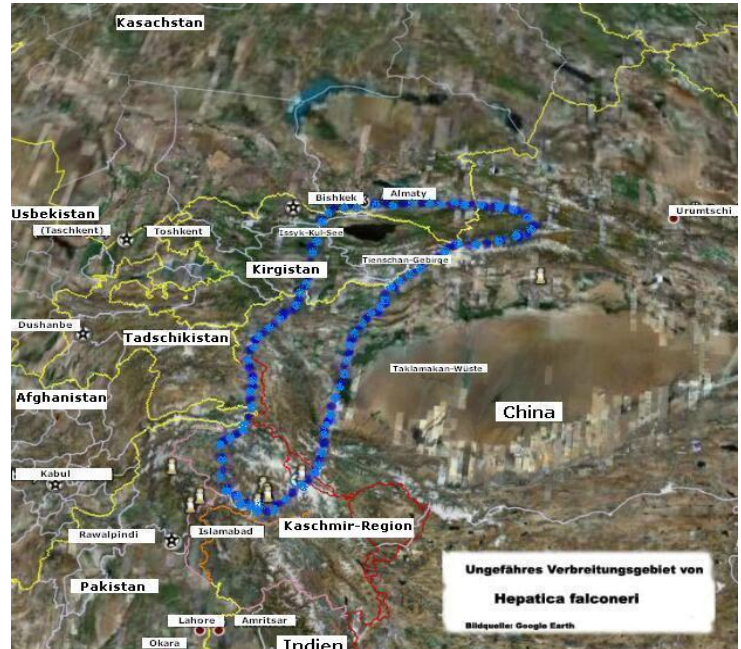 Kasachstan
Bishkek
Almaty
Usbekistan
(Taschkent)
Toshkent
Issyk-Kul-See
Urumtschi
Kirgistan
Tienschan-Gebirge
Dushanbe
Tadschikistan
Taklamakan-Wüste
Afghanistan
China
Kabul
Rawalpindi
Islamabad
Kaschmir-Region
Pakistan
Lahore
Amritsar
Okara
Indien
Ungefähres Verbreitungsgebiet von
Hepatica falconeri
Bildquelle: Google Earth